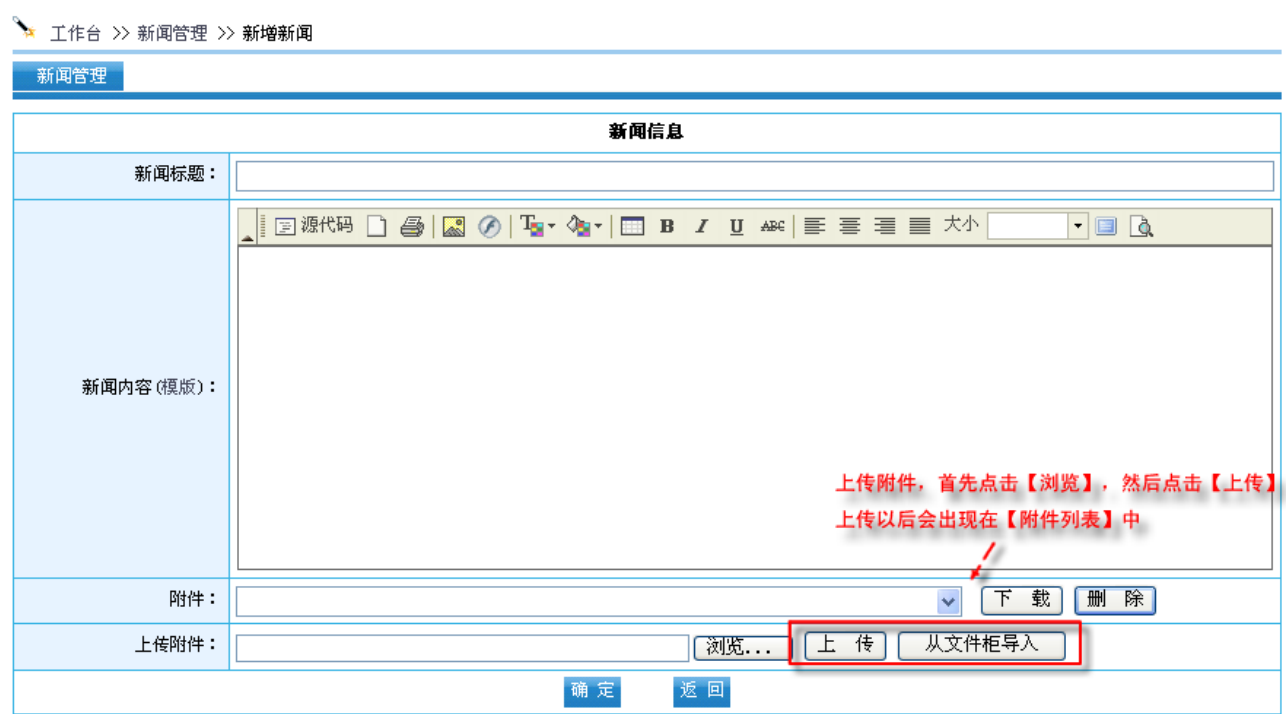 工作台 >> 新闻管理 >> 新增新闻
新闻管理
新闻信息
新闻标题：
源代码 T B I U ABC 大小
新闻内容(模版)：
上传附件，首先点击【浏览】，然后点击【上传】
上传以后会出现在【附件列表】中
附件： 下 载 删 除
上传附件： 浏览... 上 传 从文件柜导入
确 定 返 回